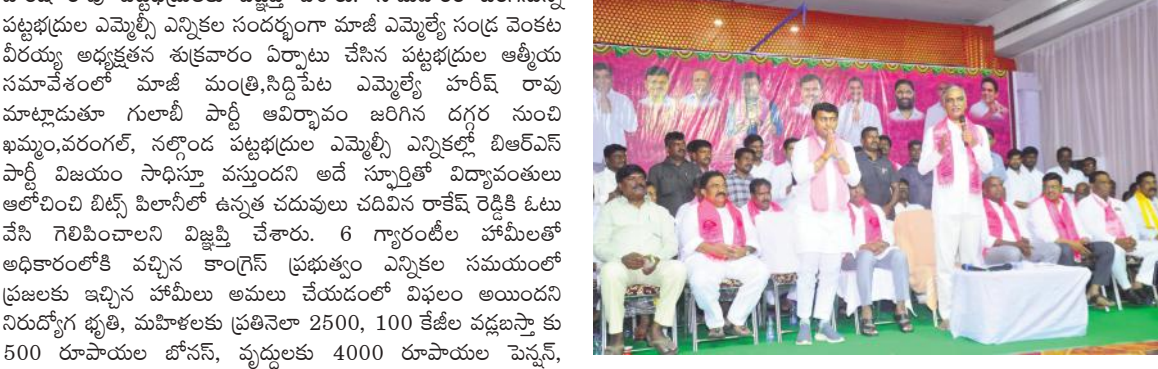 పట్టభద్రుల ఎమ్మెల్సీ ఎన్నికల సందర్భంగా మాజీ ఎమ్మెల్యే సండ్ర వెంకట
వీరయ్య అధ్యక్షతన శుక్రవారం ఏర్పాటు చేసిన పట్టభద్రుల ఆత్మీయ
సమావేశంలో మాజీ మంత్రి,సిద్దిపేట ఎమ్మెల్యే హరీష్ రావు
మాట్లాడుతూ గులాబీ పార్టీ ఆవిర్భావం జరిగిన దగ్గర నుంచి
ఖమ్మం,వరంగల్, నల్గొండ పట్టభద్రుల ఎమ్మెల్సీ ఎన్నికల్లో బిఆర్ఎస్
పార్టీ విజయం సాధిస్తూ వస్తుందని అదే స్ఫూర్తితో విద్యావంతులు
ఆలోచించి బిట్స్ పిలానీలో ఉన్నత చదువులు చదివిన రాకేష్ రెడ్డికి ఓటు
వేసి గెలిపించాలని విజ్ఞప్తి చేశారు. 6 గ్యారంటీల హామీలతో
అధికారంలోకి వచ్చిన కాంగ్రెస్ ప్రభుత్వం ఎన్నికల సమయంలో
ప్రజలకు ఇచ్చిన హామీలు అమలు చేయడంలో విఫలం అయిందని
నిరుద్యోగ భృతి, మహిళలకు ప్రతినెలా 2500, 100 కేజీల వడ్లబస్తా కు
500 రూపాయల బోనస్, వృద్దులకు 4000 రూపాయల పెన్షన్,